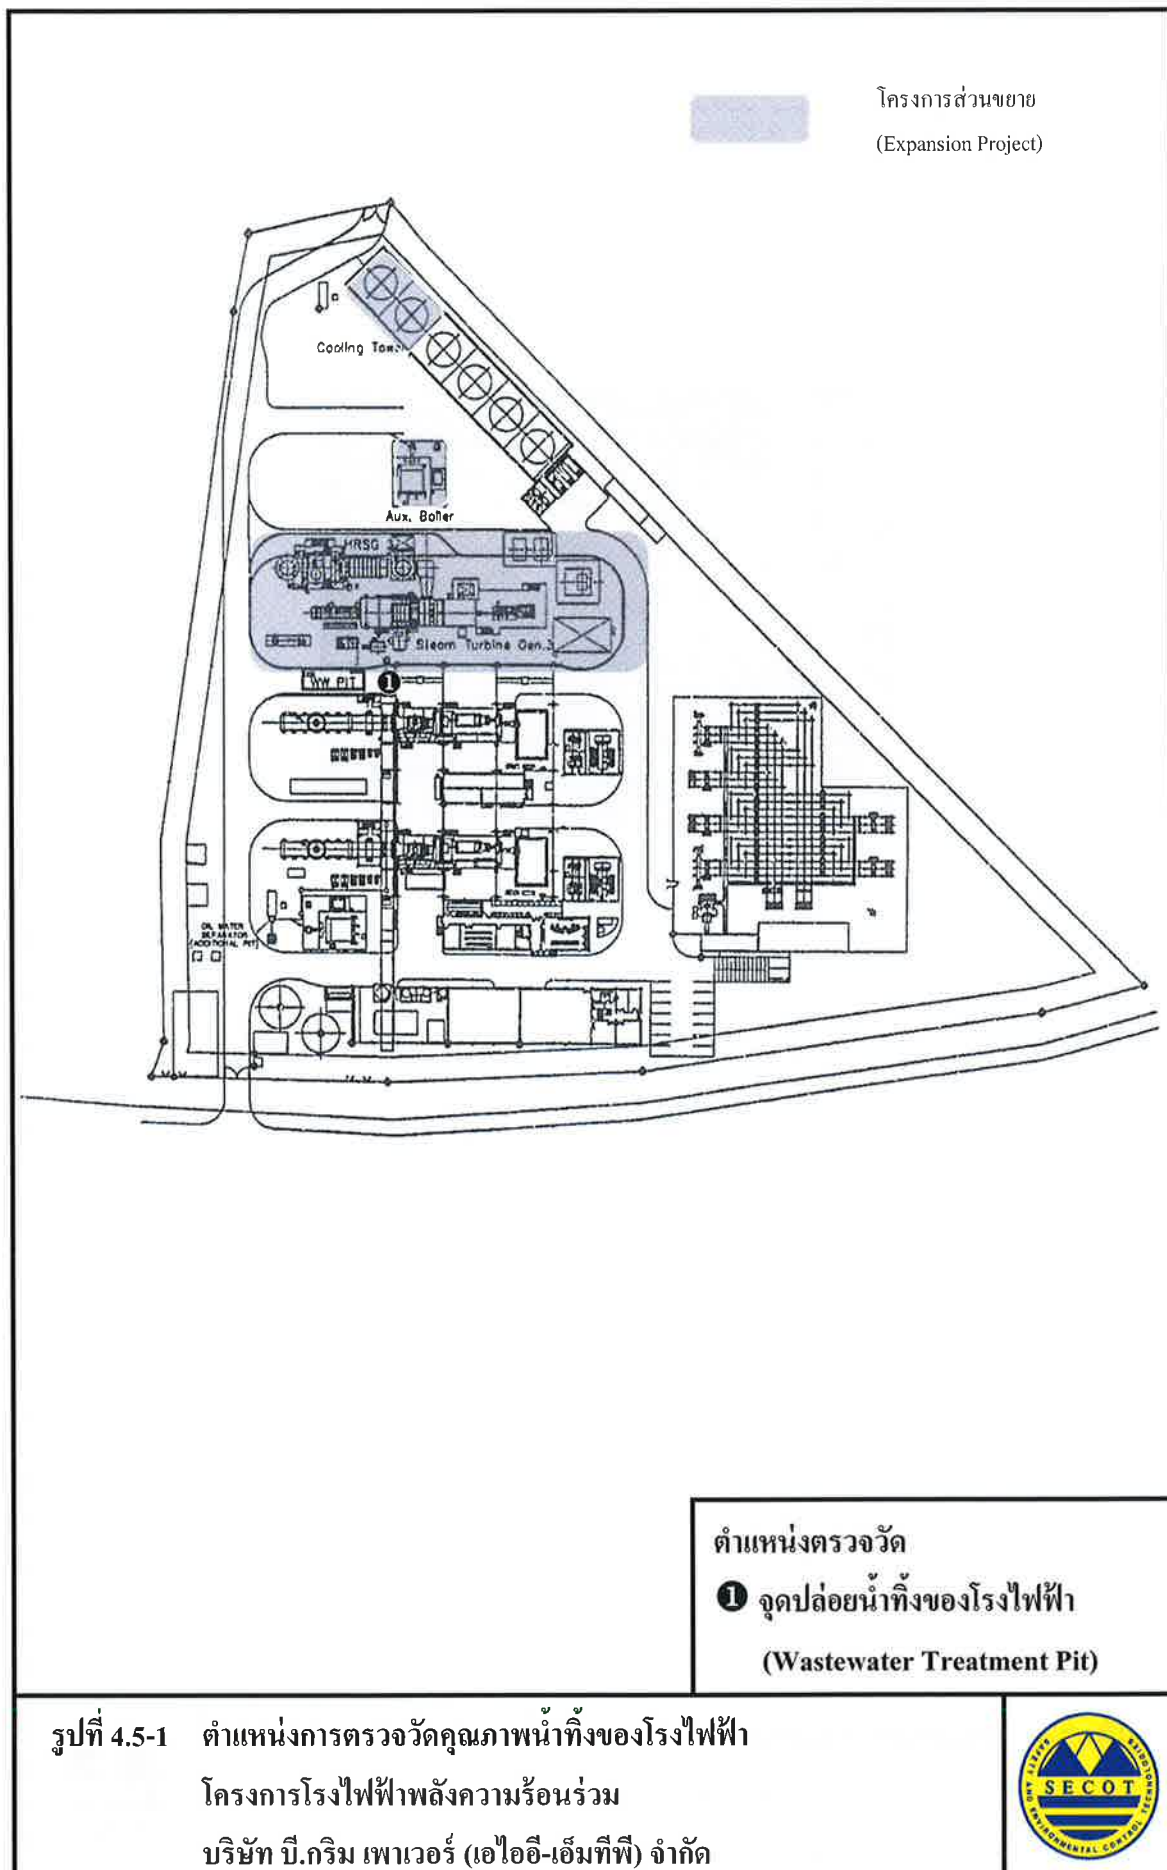 โครงการส่วนขยาย
(Expansion Project)
Cooling Tower
Aux. Boiler
HRSG 3
Steam Turbine Gen.3
WW PIT
❶
OIL WATER
SEPARATOR
(ADDITIONAL PIT)
ตำแหน่งตรวจวัด
❶ จุดปล่อยน้ำทิ้งของโรงไฟฟ้า
(Wastewater Treatment Pit)
รูปที่ 4.5-1 ตำแหน่งการตรวจวัดคุณภาพน้ำทิ้งของโรงไฟฟ้า
โครงการโรงไฟฟ้าพลังความร้อนร่วม
บริษัท บี.กริม เพาเวอร์ (เอไออี-เอ็มทีพี) จำกัด
SECOT
SAFETY AND ENVIRONMENTAL CONTROL TECHNOLOGIES